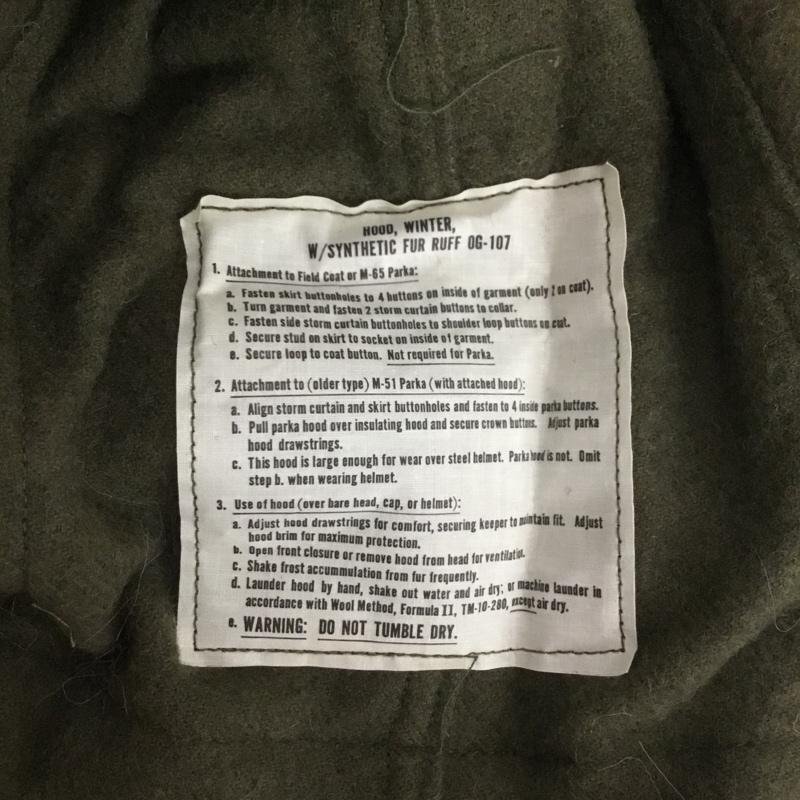 HOOD, WINTER,
W/SYNTHETIC FUR RUFF OG-107
1. Attachment to Field Coat or M-65 Parka:
a. Fasten skirt buttonholes to 4 buttons on inside of garment (only 2 on coat).
b. Turn garment and fasten 2 storm curtain buttons to collar.
c. Fasten side storm curtain buttonholes to shoulder loop buttons on coat.
d. Secure stud on skirt to socket on inside of garment.
e. Secure loop to coat button. Not required for Parka.
2. Attachment to (older type) M-51 Parka (with attached hood):
a. Align storm curtain and skirt buttonholes and fasten to 4 inside parka buttons.
b. Pull parka hood over insulating hood and secure crown buttons. Adjust parka
hood drawstrings.
c. This hood is large enough for wear over steel helmet. Parka hood is not. Omit
step b. when wearing helmet.
3. Use of hood (over bare head, cap, or helmet):
a. Adjust hood drawstrings for comfort, securing keeper to maintain fit. Adjust
hood brim for maximum protection.
b. Open front closure or remove hood from head for ventilation.
c. Shake frost accummulation from fur frequently.
d. Launder hood by hand, shake out water and air dry; or machine launder in
accordance with Wool Method, Formula II, TM-10-280, except air dry.
e. WARNING: DO NOT TUMBLE DRY.